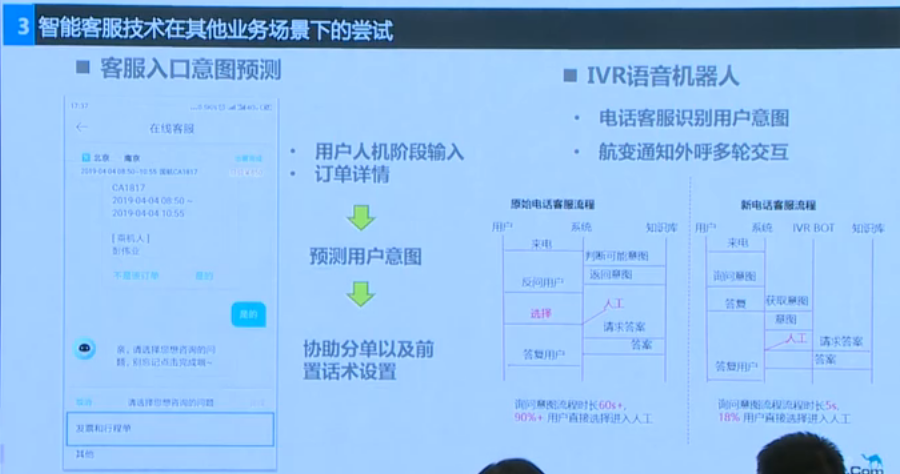 3 智能客服技术在其他业务场景下的尝试
■ 客服入口意图预测
17:17
在线客服
北京 南京
2019-04-04 08:50~10:55 国航CA1817
CA1817
2019-04-04 08:50 ~
2019-04-04 10:55
[ 乘机人 ]
彭伟业
不是该订单 是的
是的
亲,请选择您想咨询的问
题,别忘记点击完成哦~
取消 请选择您想咨询的问题
发票和行程单
其他
• 用户人机阶段输入
• 订单详情
预测用户意图
协助分单以及前
置话术设置
■ IVR语音机器人
• 电话客服识别用户意图
• 航变通知外呼多轮交互
原始电话客服流程
用户 系统 知识库
来电
判断可能意图
返回意图
反问用户
选择
人工
请求答案
答案
答复用户
询问意图流程时长60s+,
90%+ 用户直接选择进入人工
新电话客服流程
用户 系统 IVR BOT 知识库
来电
询问意图
答复
获取意图
意图
人工
请求答案
答案
答复用户
询问意图流程流程时长5s,
18% 用户直接选择进入人工
.Com